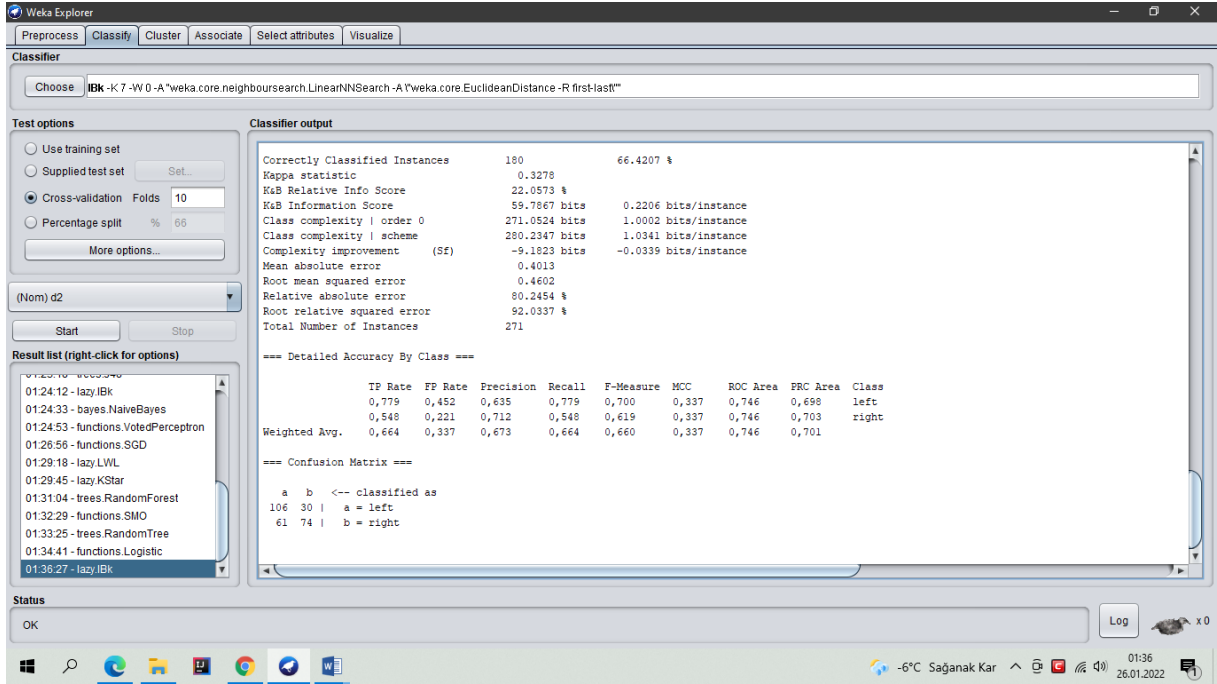 Weka Explorer
Preprocess Classify Cluster Associate Select attributes Visualize
Classifier
Choose IBk -K 7 -W 0 -A "weka.core.neighboursearch.LinearNNSearch -A \"weka.core.EuclideanDistance -R first-last\""
Test options
Use training set
Supplied test set Set...
Cross-validation Folds 10
Percentage split % 66
More options...
(Nom) d2
Start Stop
Result list (right-click for options)
01:24:12 - lazy.IBk
01:24:33 - bayes.NaiveBayes
01:24:53 - functions.VotedPerceptron
01:26:56 - functions.SGD
01:29:18 - lazy.LWL
01:29:45 - lazy.KStar
01:31:04 - trees.RandomForest
01:32:29 - functions.SMO
01:33:25 - trees.RandomTree
01:34:41 - functions.Logistic
01:36:27 - lazy.IBk
Classifier output
Correctly Classified Instances 180 66.4207 %
Kappa statistic 0.3278
K&B Relative Info Score 22.0573 %
K&B Information Score 59.7867 bits 0.2206 bits/instance
Class complexity | order 0 271.0524 bits 1.0002 bits/instance
Class complexity | scheme 280.2347 bits 1.0341 bits/instance
Complexity improvement (Sf) -9.1823 bits -0.0339 bits/instance
Mean absolute error 0.4013
Root mean squared error 0.4602
Relative absolute error 80.2454 %
Root relative squared error 92.0337 %
Total Number of Instances 271
=== Detailed Accuracy By Class ===
TP Rate FP Rate Precision Recall F-Measure MCC ROC Area PRC Area Class
0,779 0,452 0,635 0,779 0,700 0,337 0,746 0,698 left
0,548 0,221 0,712 0,548 0,619 0,337 0,746 0,703 right
Weighted Avg. 0,664 0,337 0,673 0,664 0,660 0,337 0,746 0,701
=== Confusion Matrix ===
a b <-- classified as
106 30 | a = left
61 74 | b = right
Status
OK
Log x 0
-6°C Sağanak Kar 01:36
26.01.2022